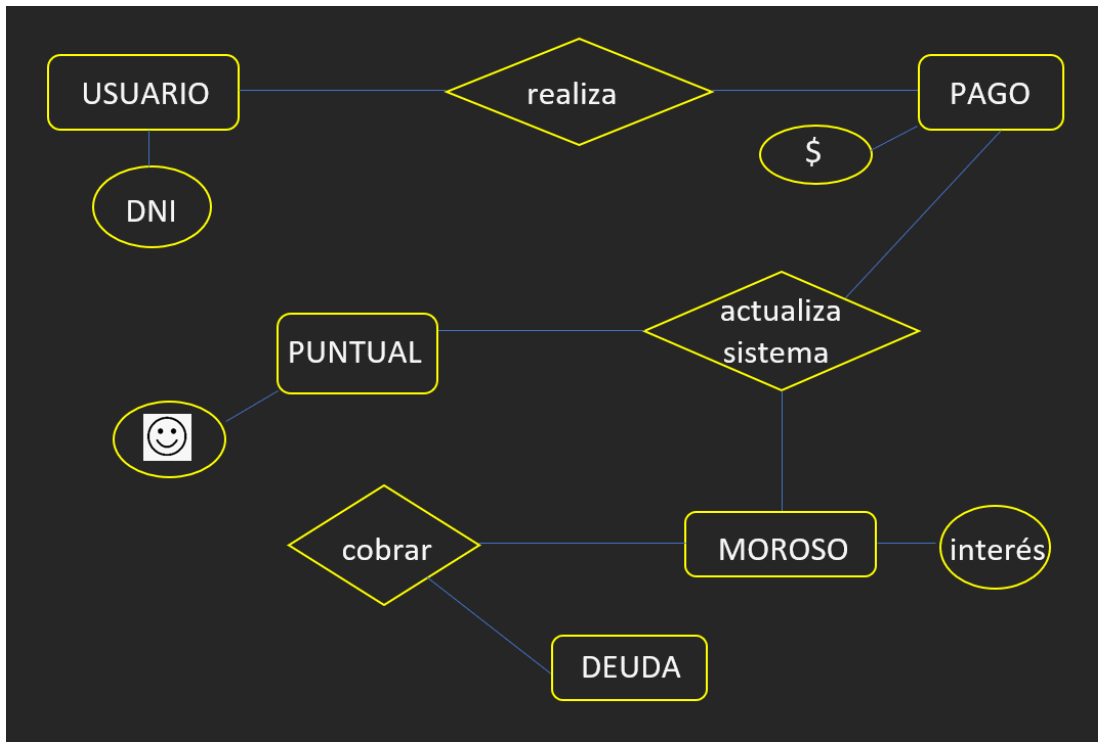 USUARIO
realiza
PAGO
$
DNI
actualiza
sistema
PUNTUAL
cobrar
MOROSO
interés
DEUDA